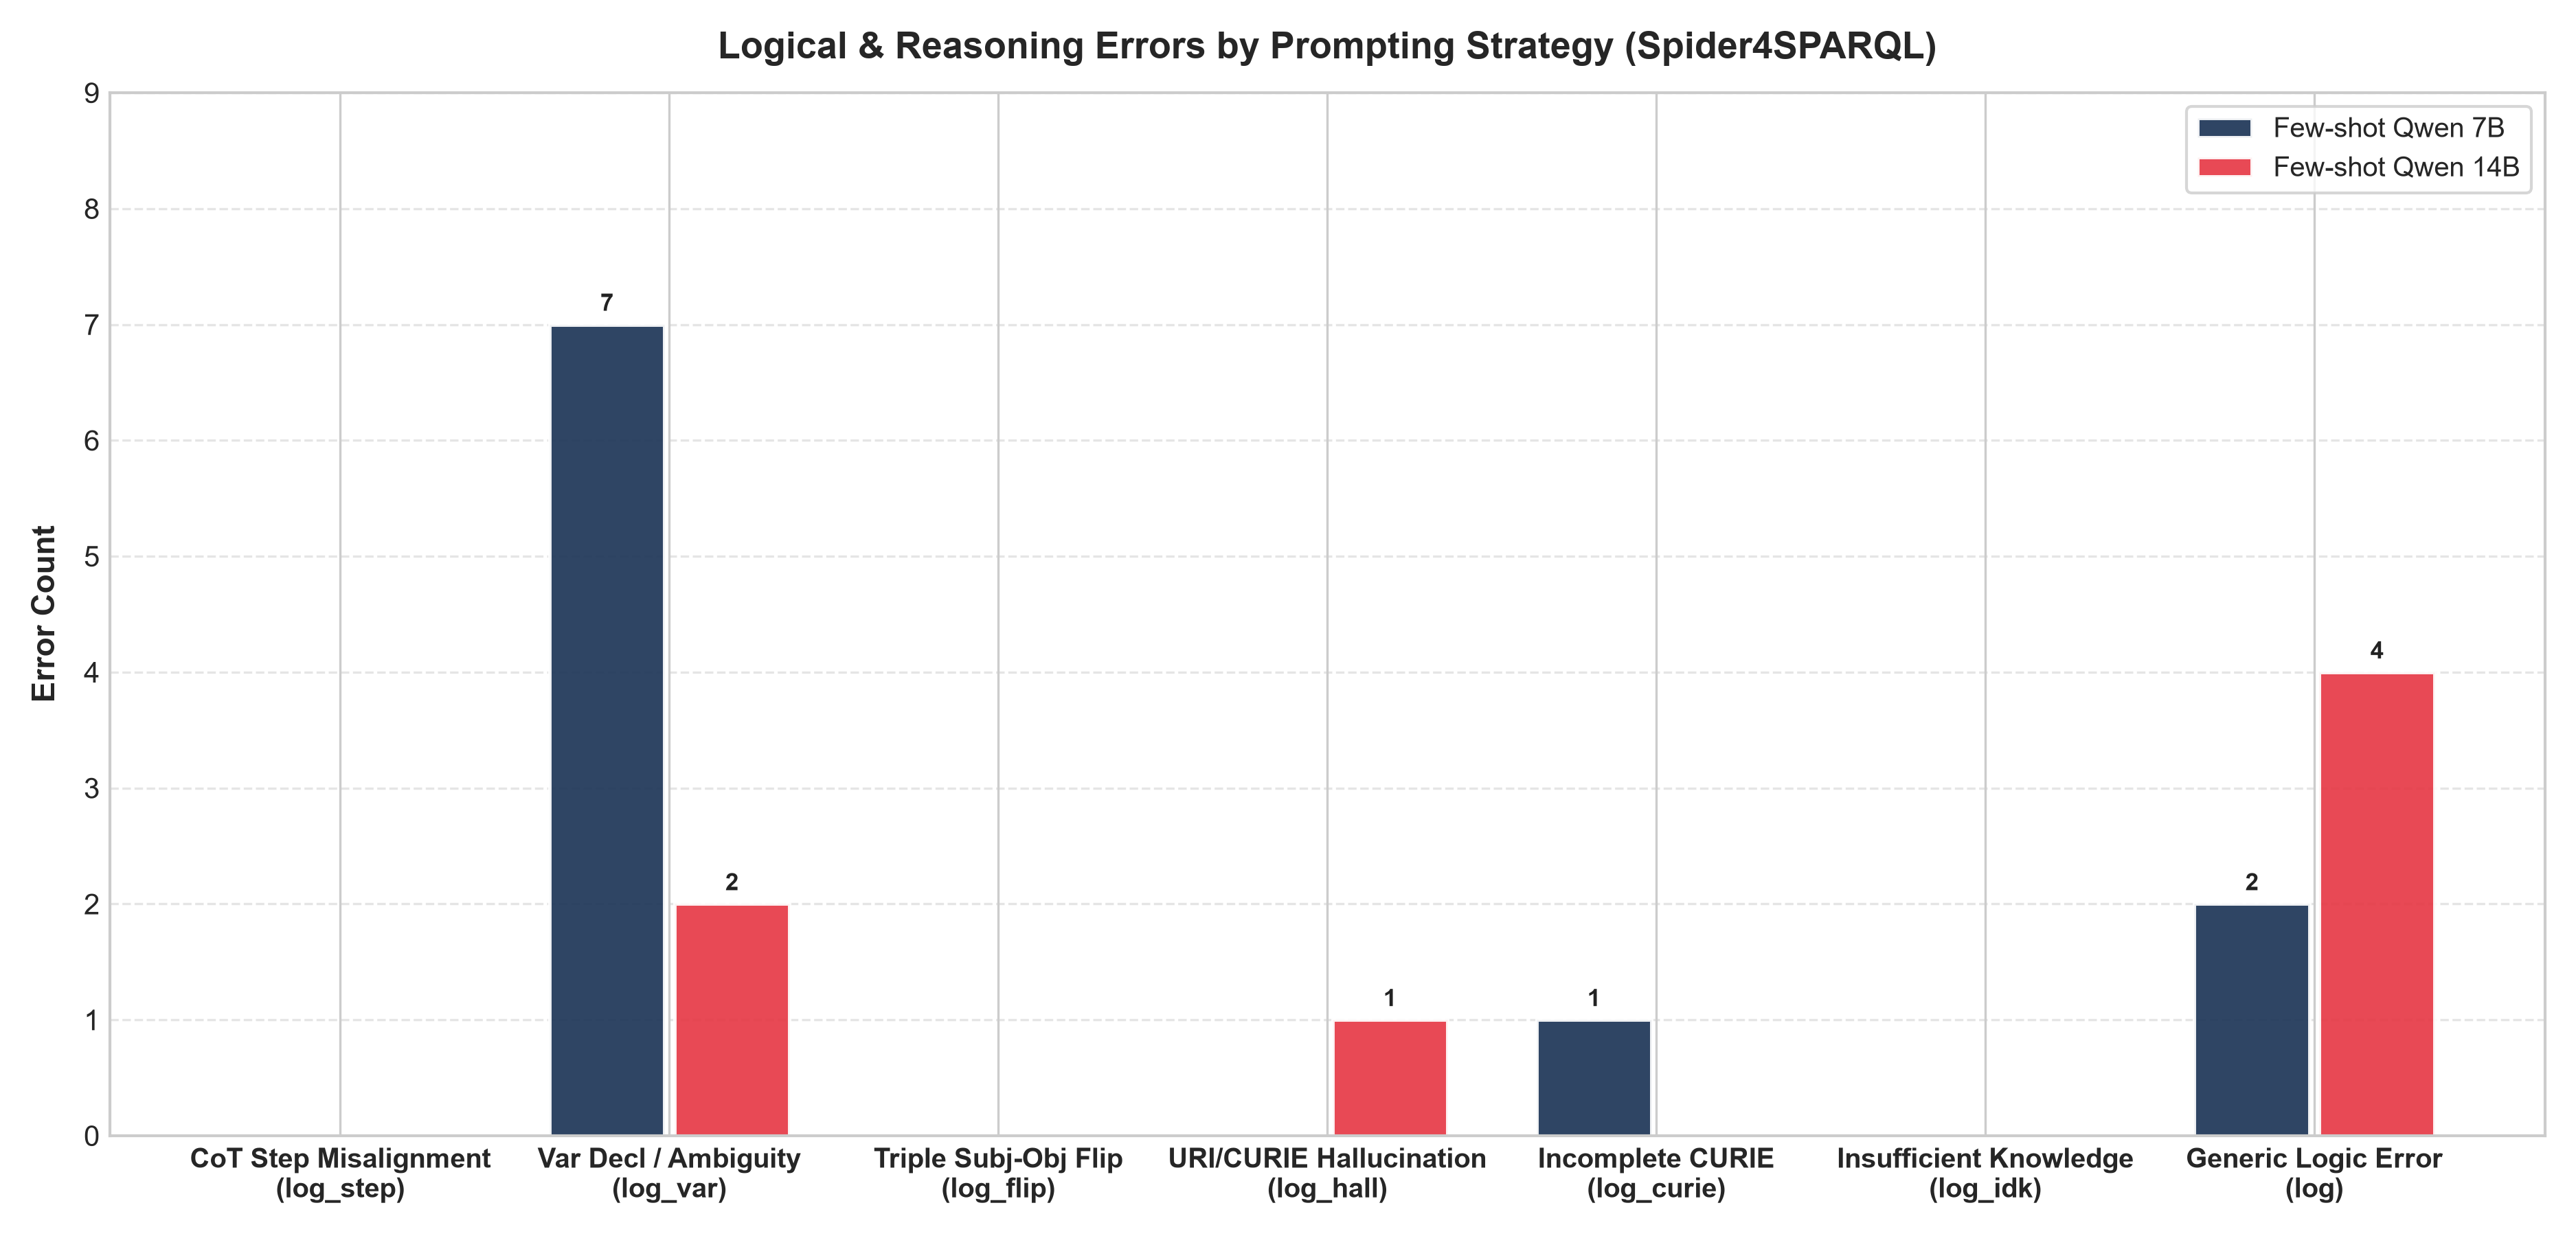 Logical & Reasoning Errors by Prompting Strategy (Spider4SPARQL)
Few-shot Qwen 7B
Few-shot Qwen 14B
Error Count
9
8
7
6
5
4
3
2
1
0
7
2
1
1
2
4
CoT Step Misalignment
(log_step)
Var Decl / Ambiguity
(log_var)
Triple Subj-Obj Flip
(log_flip)
URI/CURIE Hallucination
(log_hall)
Incomplete CURIE
(log_curie)
Insufficient Knowledge
(log_idk)
Generic Logic Error
(log)